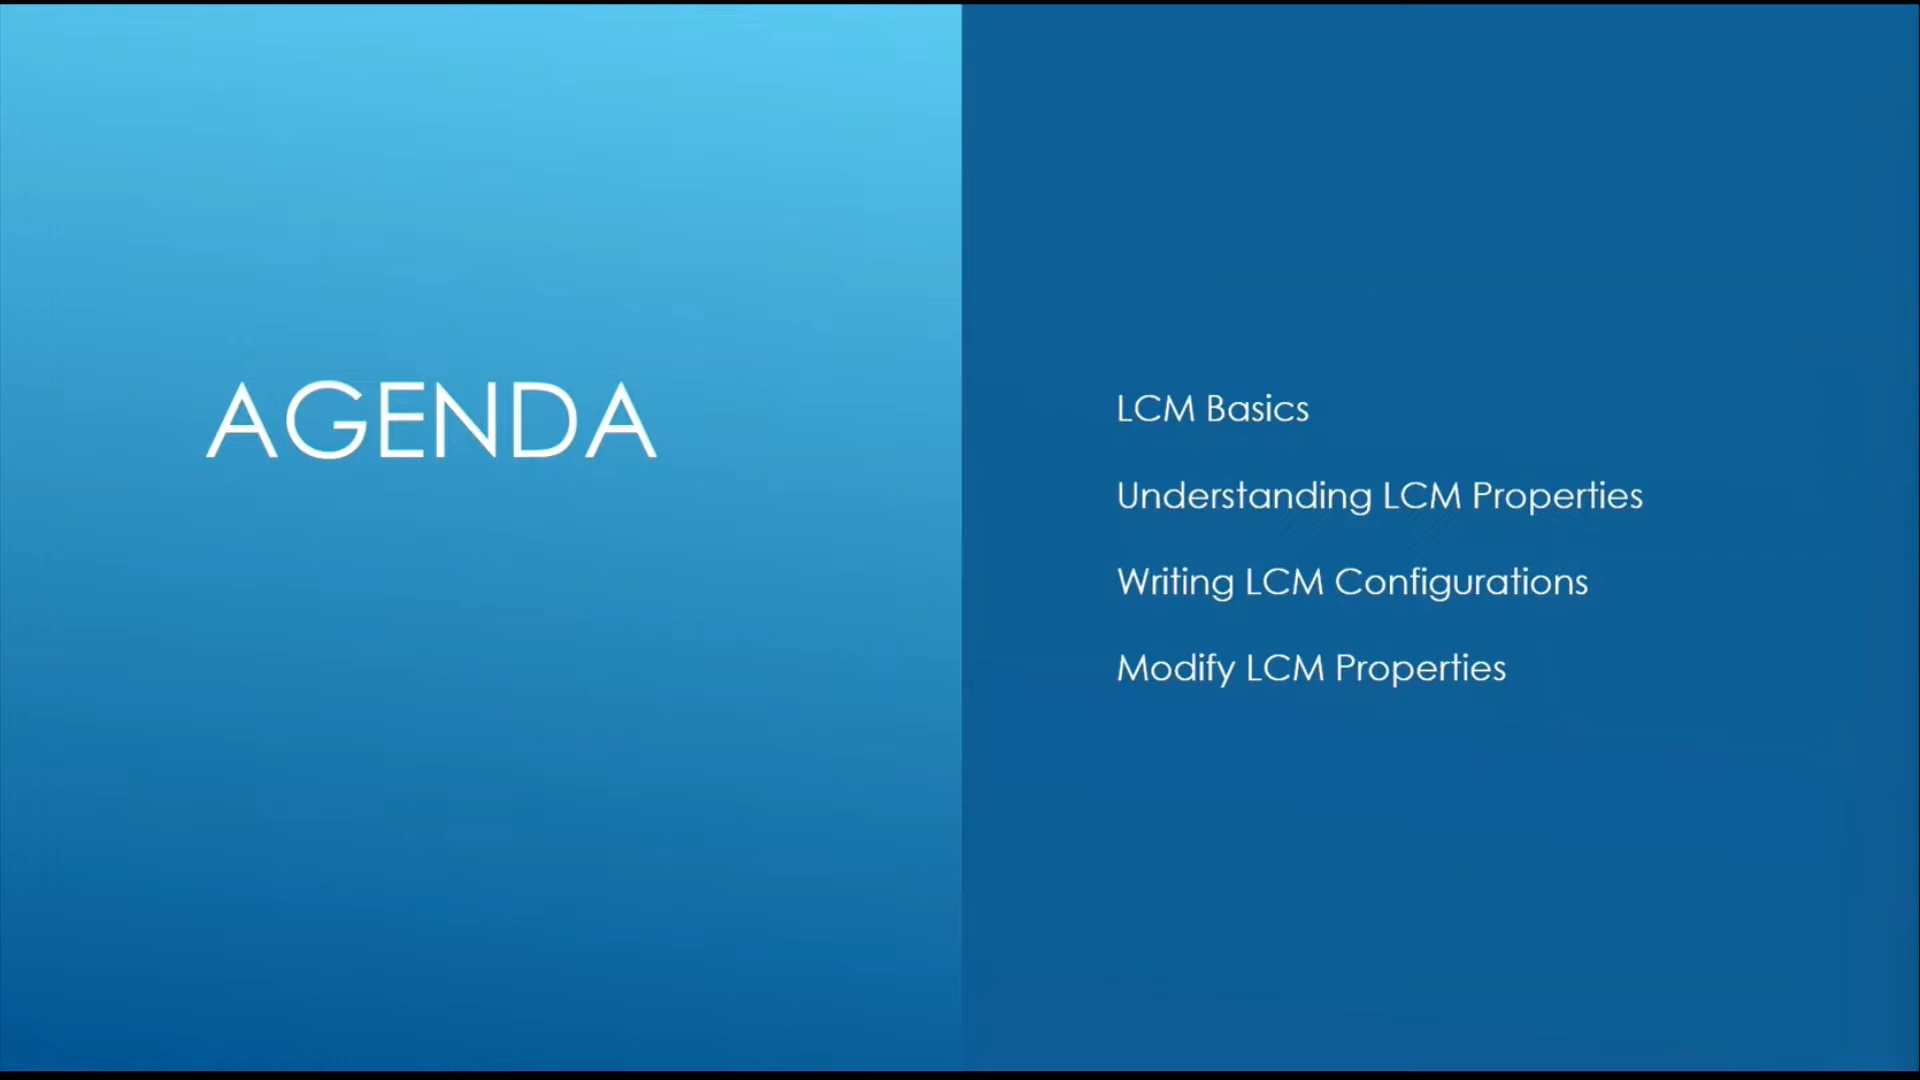 AGENDA
LCM Basics
Understanding LCM Properties
Writing LCM Configurations
Modify LCM Properties